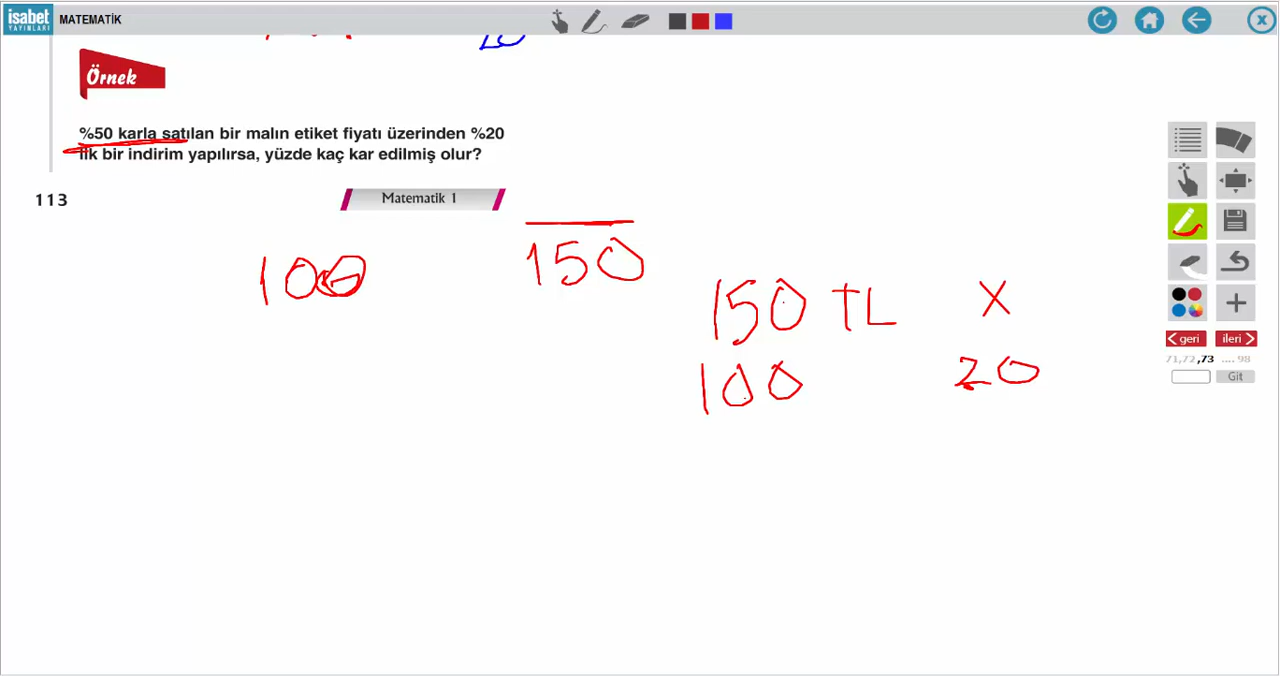 isabet
YAYINLARI
MATEMATİK
Örnek
%50 karla satılan bir malın etiket fiyatı üzerinden %20
lik bir indirim yapılırsa, yüzde kaç kar edilmiş olur?
113
Matematik 1
100
150
150 TL X
100 20
geri
ileri
71,72,73 .... 98
Git